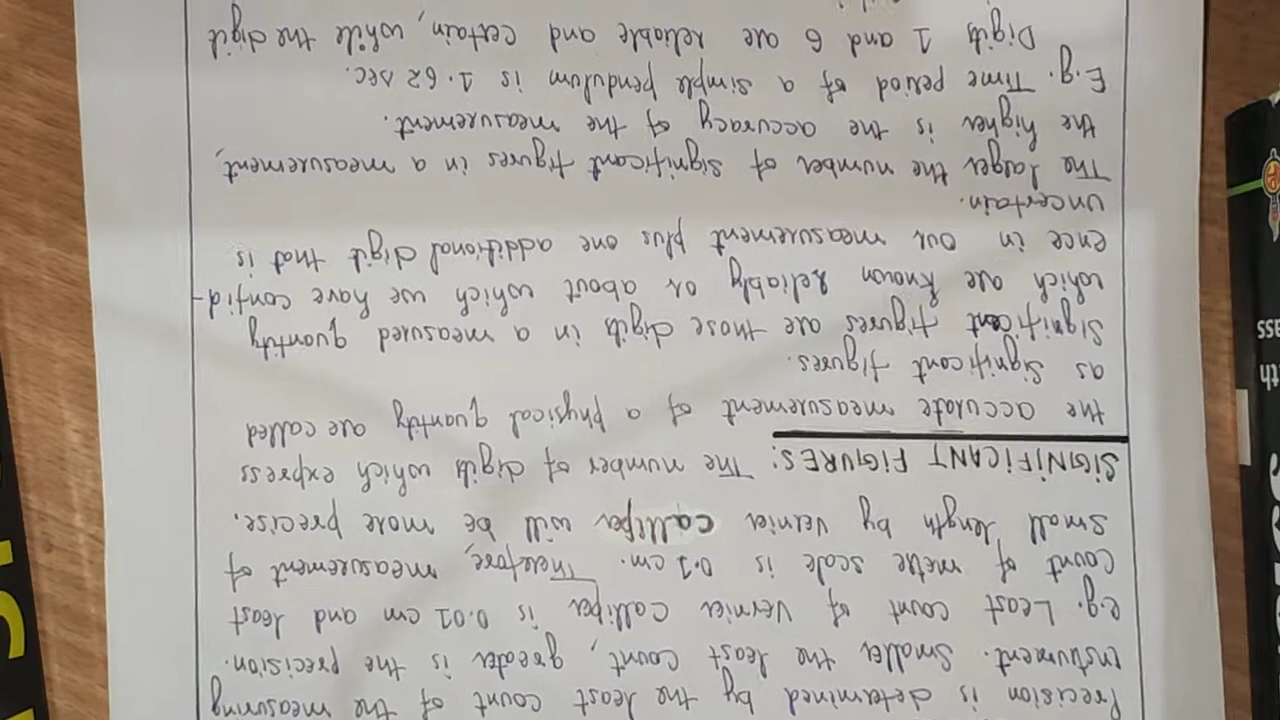 Precision is determined by the least count of the measuring
instrument. Smaller the least count, greater is the precision.
e.g. Least count of vernier calliper is 0.01 cm and least
count of metre scale is 0.1 cm. Therefore, measurement of
small length by vernier calliper will be more precise.
SIGNIFICANT FIGURES: The number of digits which express
the accurate measurement of a physical quantity are called
as significant figures.
Significant figures are those digits in a measured quantity
which are known reliably or about which we have confid-
ence in our measurement plus one additional digit that is
uncertain.
The larger the number of significant figures in a measurement,
the higher is the accuracy of the measurement.
E.g. Time period of a simple pendulum is 1.62 sec.
Digits 1 and 6 are reliable and certain, while the digit